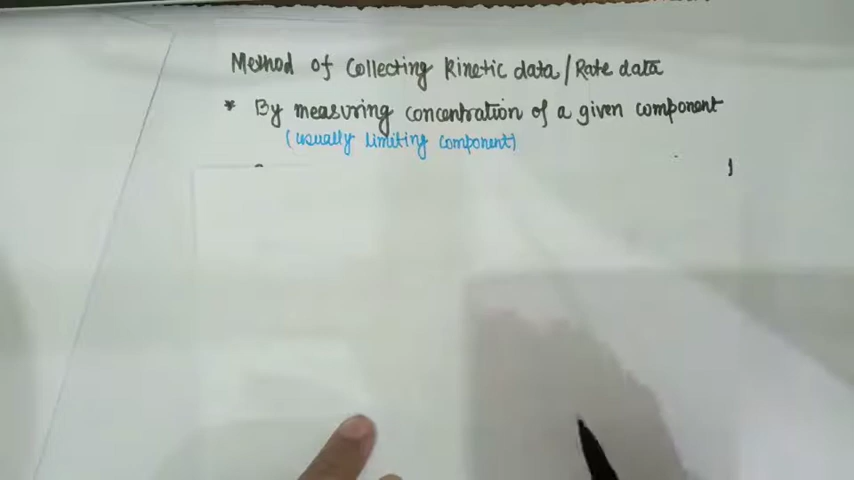 Method of Collecting Kinetic data/Rate data
* By measuring concentration of a given component
(usually limiting component)